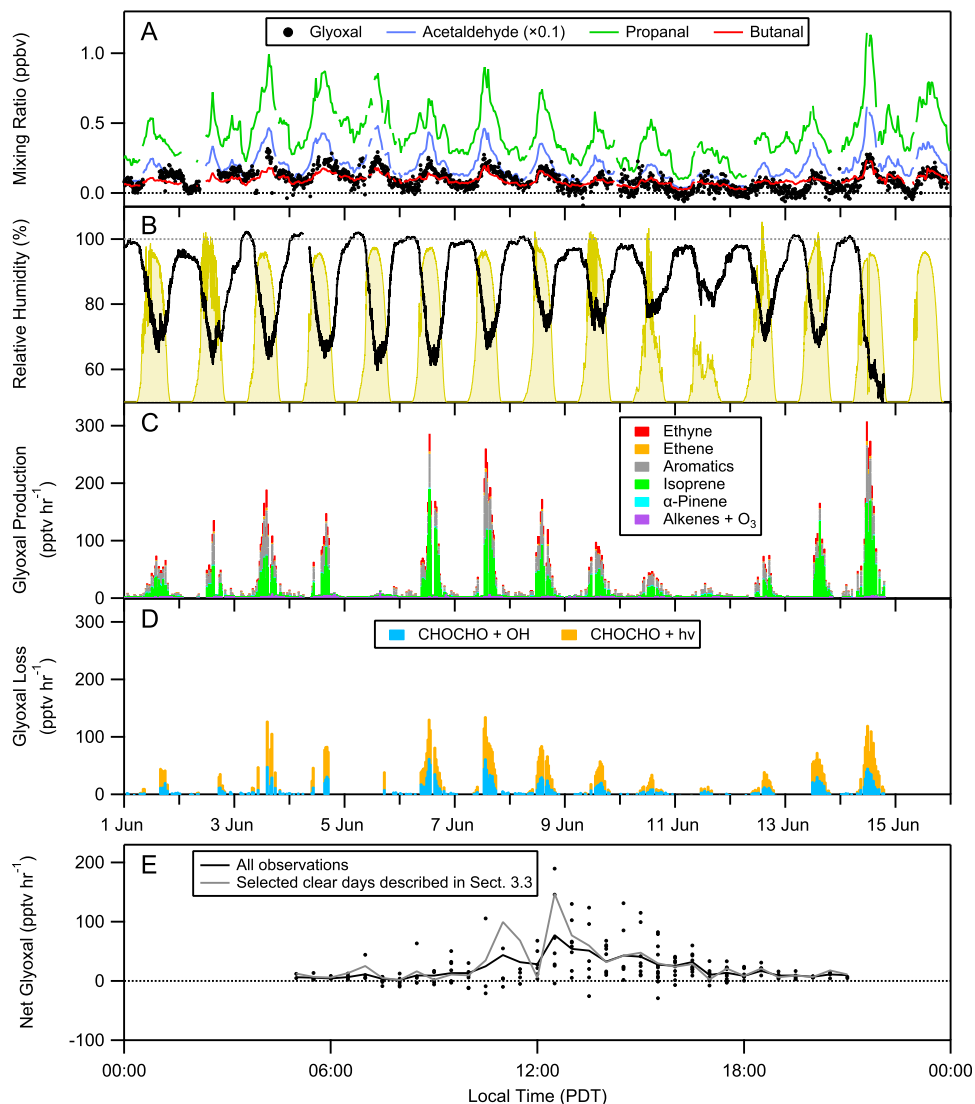 A
Glyoxal
Acetaldehyde (×0.1)
Propanal
Butanal
Mixing Ratio (ppbv)
1.0
0.5
0.0
B
Relative Humidity (%)
100
80
60
C
Ethyne
Ethene
Aromatics
Isoprene
α-Pinene
Alkenes + O₃
Glyoxal Production
(pptv hr⁻¹)
300
200
100
0
D
CHOCHO + OH
CHOCHO + hv
Glyoxal Loss
(pptv hr⁻¹)
300
200
100
0
1 Jun
3 Jun
5 Jun
7 Jun
9 Jun
11 Jun
13 Jun
15 Jun
E
All observations
Selected clear days described in Sect. 3.3
Net Glyoxal (pptv hr⁻¹)
200
100
0
-100
00:00
06:00
12:00
18:00
00:00
Local Time (PDT)